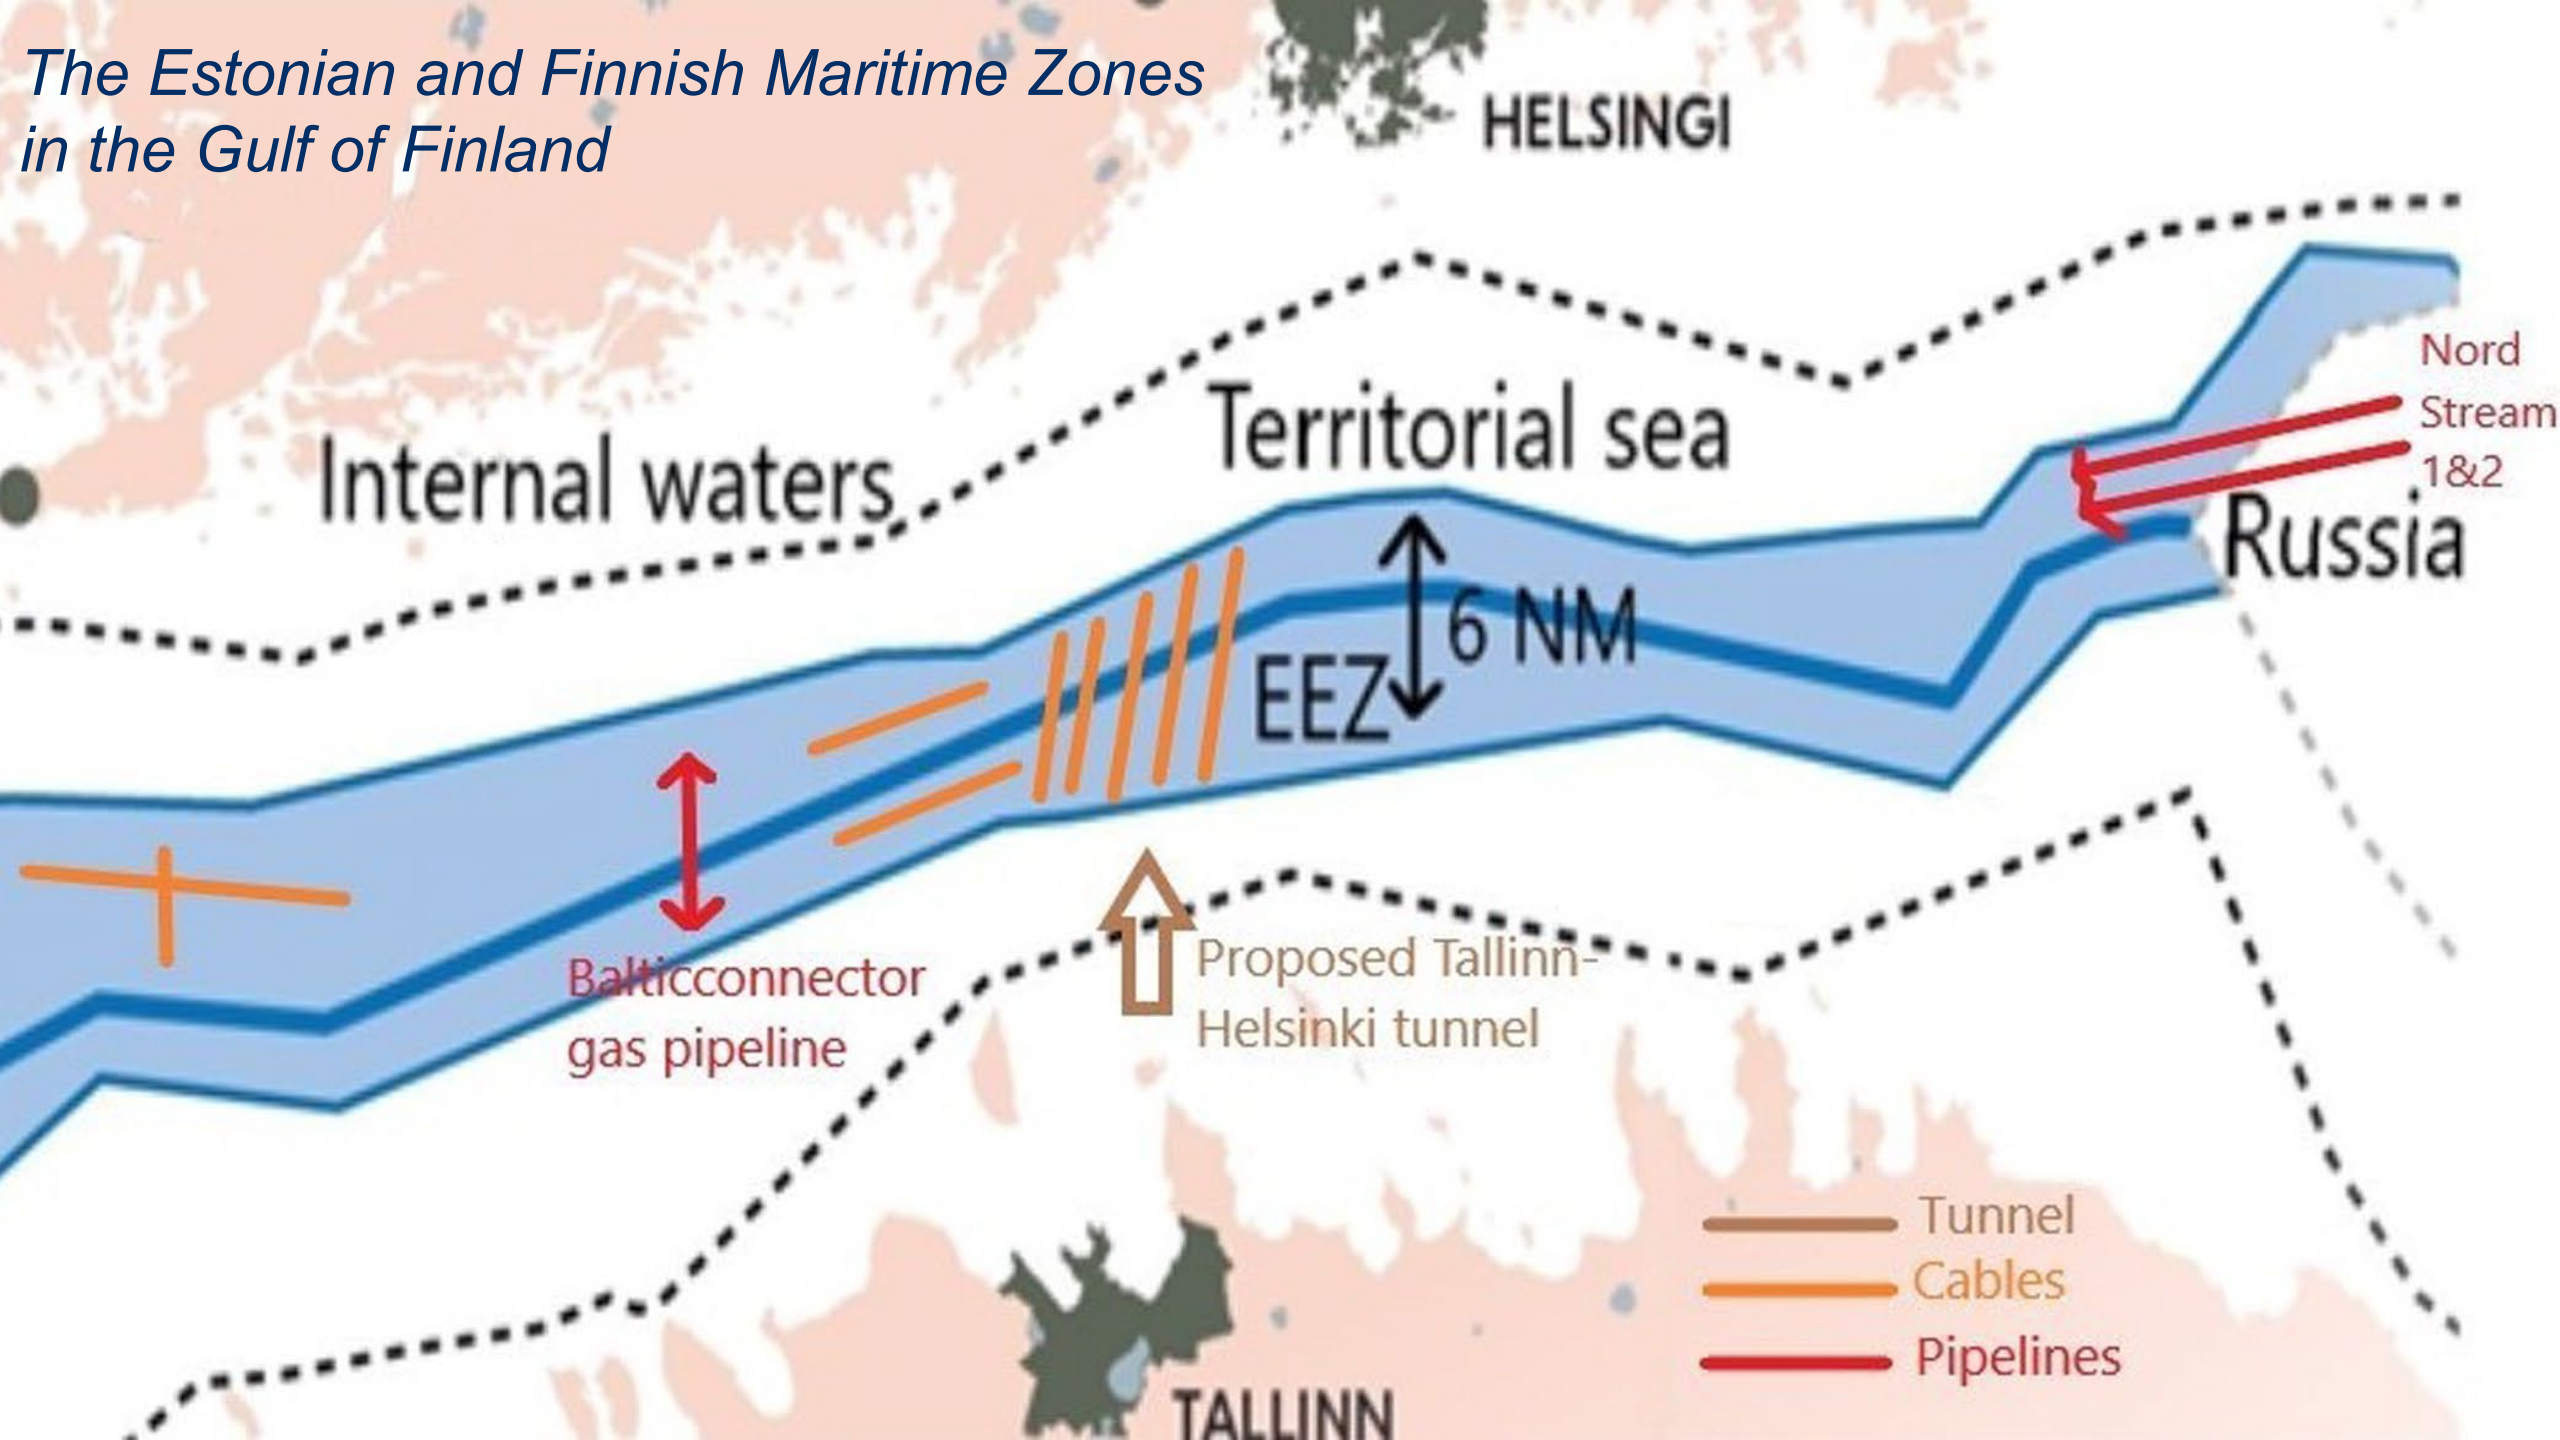 The Estonian and Finnish Maritime Zones
in the Gulf of Finland
HELSINGI
Nord
Stream
1&2
Territorial sea
Internal waters
Russia
6 NM
EEZ
Balticconnector
gas pipeline
Proposed Tallinn-
Helsinki tunnel
Tunnel
Cables
Pipelines
TALLINN